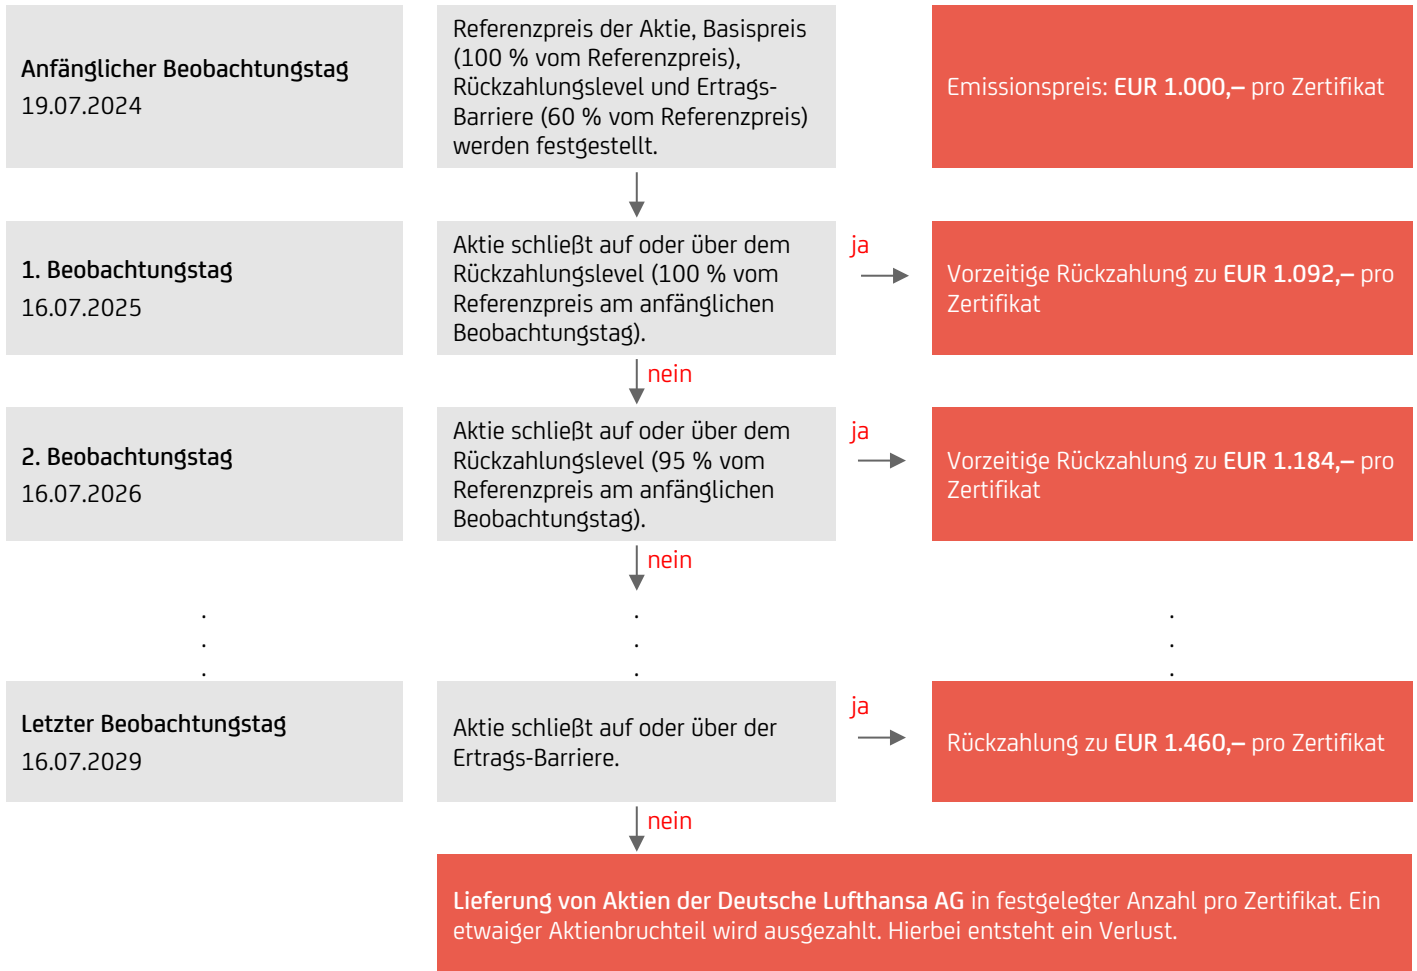 Anfänglicher Beobachtungstag
19.07.2024
Referenzpreis der Aktie, Basispreis
(100 % vom Referenzpreis),
Rückzahlungslevel und Ertrags-
Barriere (60 % vom Referenzpreis)
werden festgestellt.
Emissionspreis: EUR 1.000,– pro Zertifikat
1. Beobachtungstag
16.07.2025
Aktie schließt auf oder über dem
Rückzahlungslevel (100 % vom
Referenzpreis am anfänglichen
Beobachtungstag).
ja
Vorzeitige Rückzahlung zu EUR 1.092,– pro
Zertifikat
nein
2. Beobachtungstag
16.07.2026
Aktie schließt auf oder über dem
Rückzahlungslevel (95 % vom
Referenzpreis am anfänglichen
Beobachtungstag).
ja
Vorzeitige Rückzahlung zu EUR 1.184,– pro
Zertifikat
nein
. . .
. . .
. . .
Letzter Beobachtungstag
16.07.2029
Aktie schließt auf oder über der
Ertrags-Barriere.
ja
Rückzahlung zu EUR 1.460,– pro Zertifikat
nein
Lieferung von Aktien der Deutsche Lufthansa AG in festgelegter Anzahl pro Zertifikat. Ein
etwaiger Aktienbruchteil wird ausgezahlt. Hierbei entsteht ein Verlust.